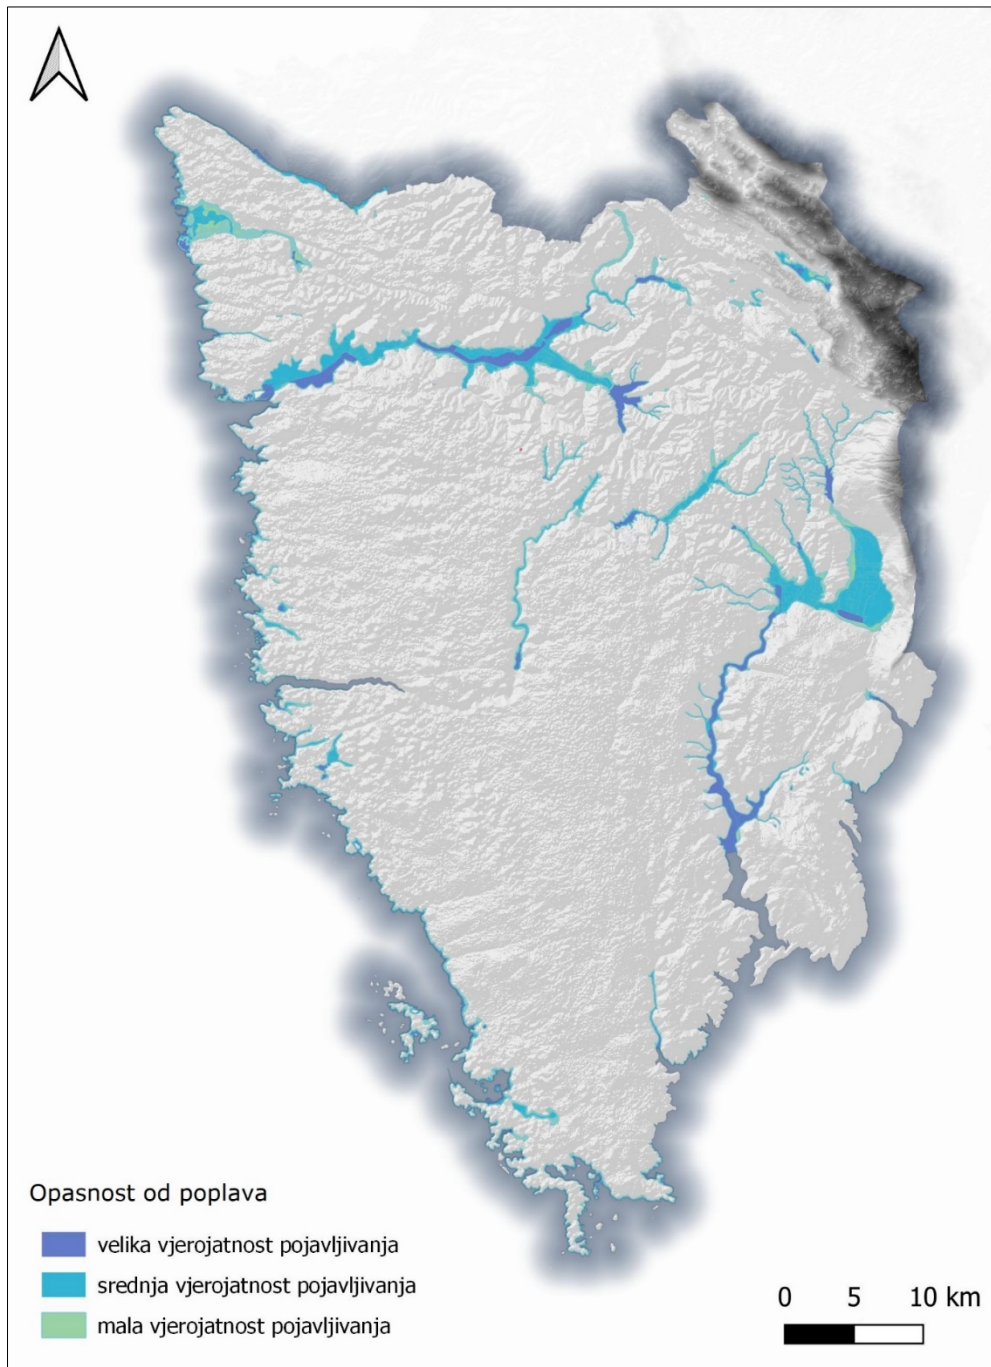 Opasnost od poplava
velika vjerojatnost pojavljivanja
srednja vjerojatnost pojavljivanja
mala vjerojatnost pojavljivanja
0 5 10 km